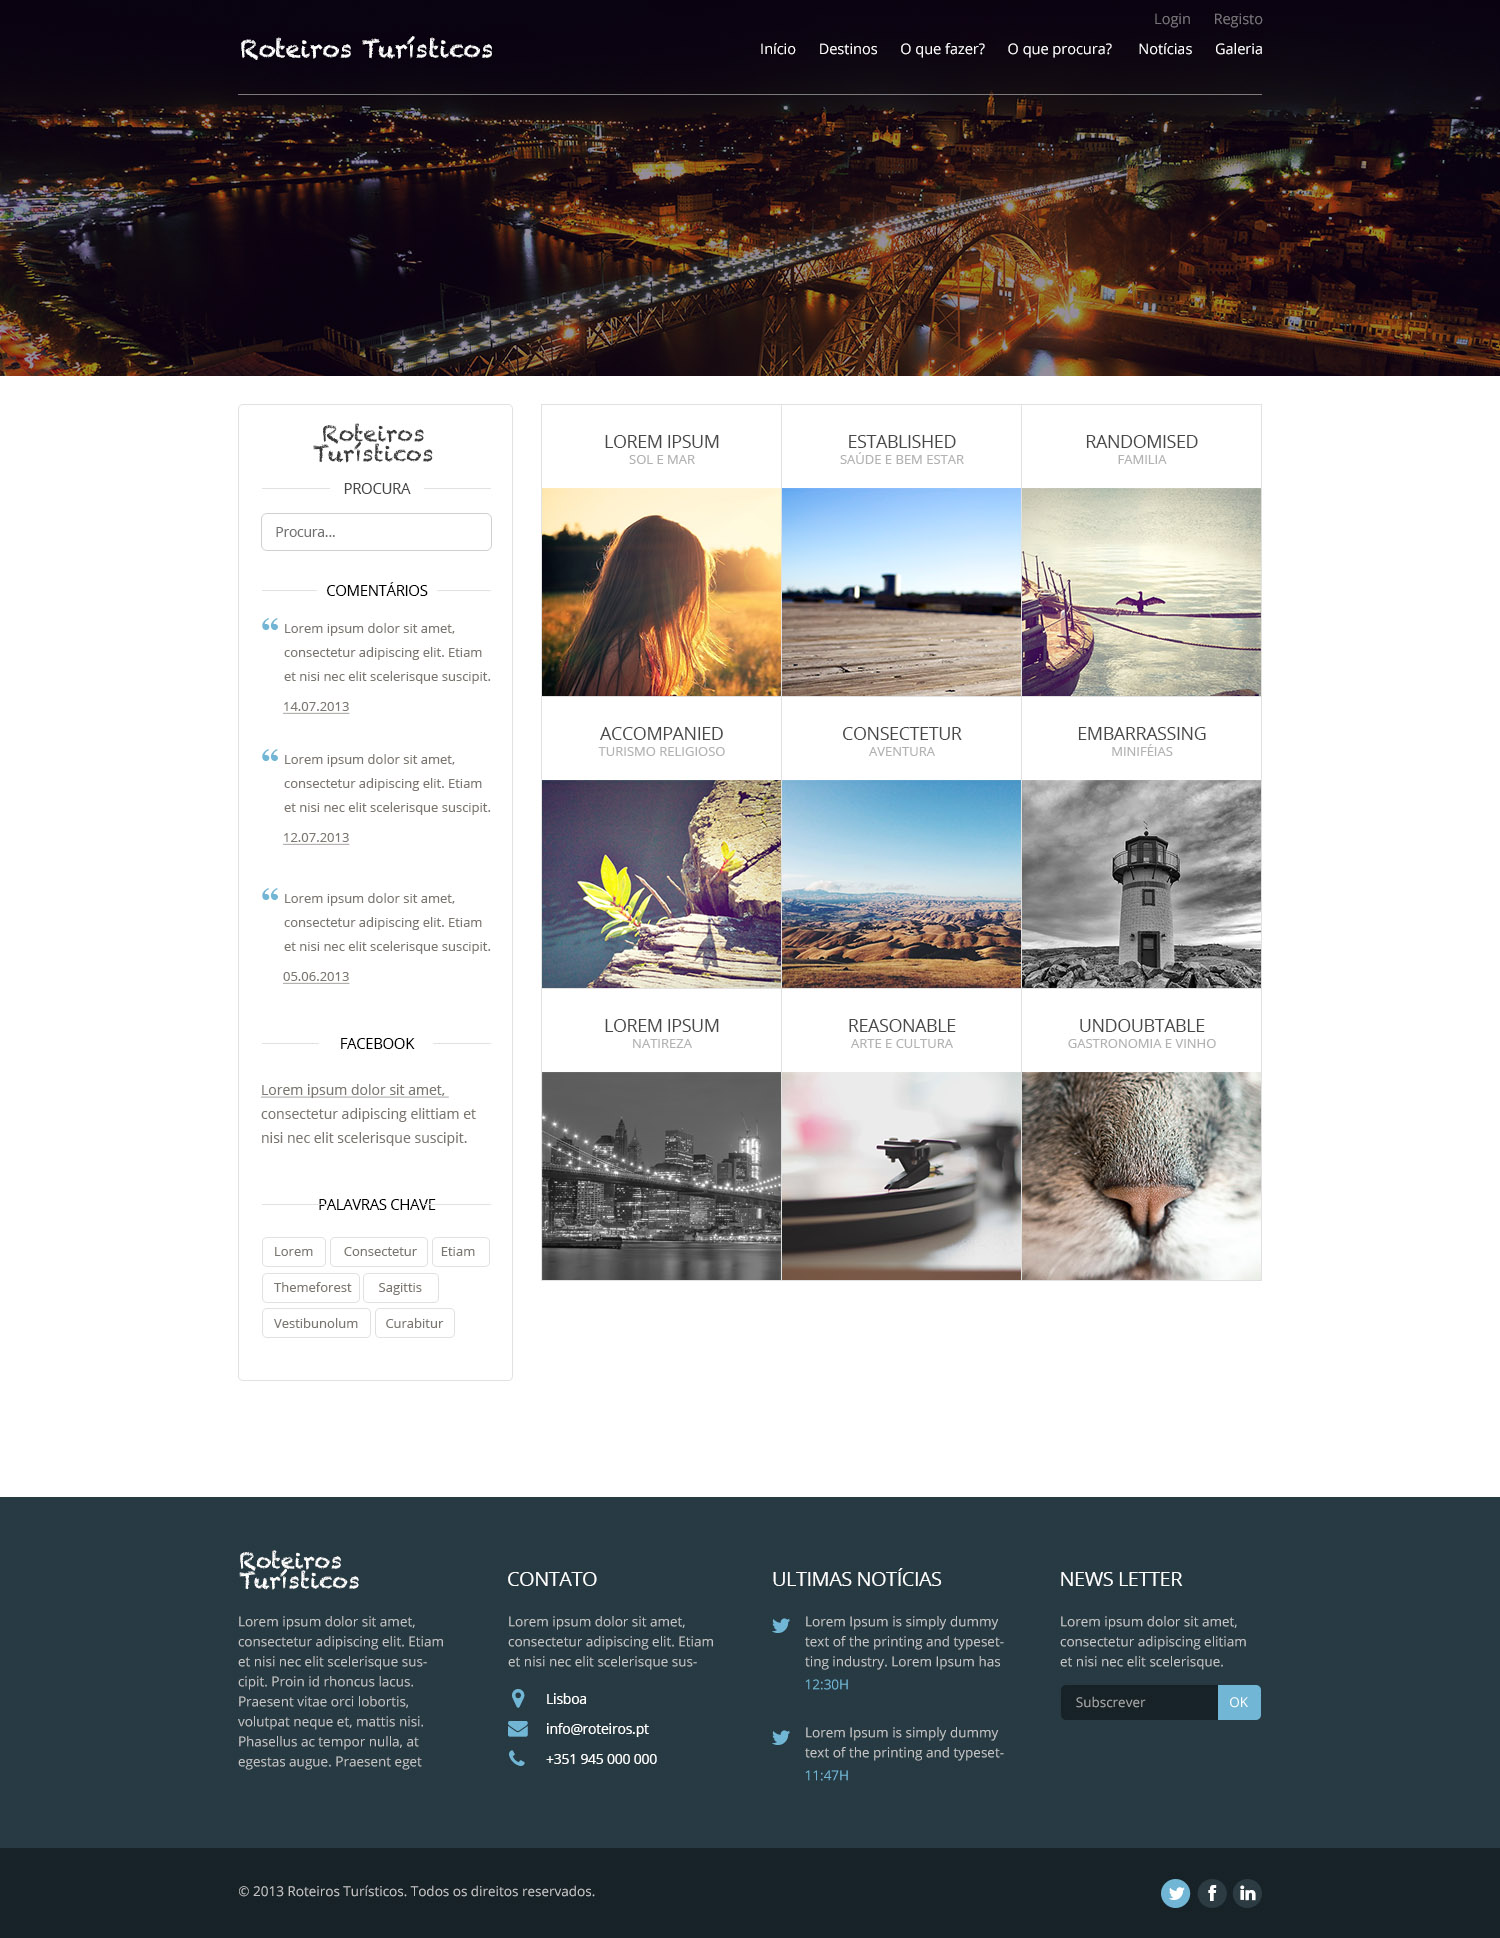 Login Registo
Roteiros Turísticos
Início Destinos O que fazer? O que procura? Notícias Galeria
Roteiros
Turísticos
PROCURA
Procura...
COMENTÁRIOS
“ Lorem ipsum dolor sit amet,
consectetur adipiscing elit. Etiam
et nisi nec elit scelerisque suscipit.
14.07.2013
“ Lorem ipsum dolor sit amet,
consectetur adipiscing elit. Etiam
et nisi nec elit scelerisque suscipit.
12.07.2013
“ Lorem ipsum dolor sit amet,
consectetur adipiscing elit. Etiam
et nisi nec elit scelerisque suscipit.
05.06.2013
FACEBOOK
Lorem ipsum dolor sit amet,
consectetur adipiscing elittiam et
nisi nec elit scelerisque suscipit.
PALAVRAS CHAVE
Lorem Consectetur Etiam
Themeforest Sagittis
Vestibunolum Curabitur
LOREM IPSUM
SOL E MAR
ESTABLISHED
SAÚDE E BEM ESTAR
RANDOMISED
FAMILIA
ACCOMPANIED
TURISMO RELIGIOSO
CONSECTETUR
AVENTURA
EMBARRASSING
MINIFÉIAS
LOREM IPSUM
NATIREZA
REASONABLE
ARTE E CULTURA
UNDOUBTABLE
GASTRONOMIA E VINHO
Roteiros
Turísticos
Lorem ipsum dolor sit amet,
consectetur adipiscing elit. Etiam
et nisi nec elit scelerisque sus-
cipit. Proin id rhoncus lacus.
Praesent vitae orci lobortis,
volutpat neque et, mattis nisi.
Phasellus ac tempor nulla, at
egestas augue. Praesent eget
CONTATO
Lorem ipsum dolor sit amet,
consectetur adipiscing elit. Etiam
et nisi nec elit scelerisque sus-
Lisboa
info@roteiros.pt
+351 945 000 000
ULTIMAS NOTÍCIAS
Lorem Ipsum is simply dummy
text of the printing and typeset-
ting industry. Lorem Ipsum has
12:30H
Lorem Ipsum is simply dummy
text of the printing and typeset-
11:47H
NEWS LETTER
Lorem ipsum dolor sit amet,
consectetur adipiscing elitiam
et nisi nec elit scelerisque.
Subscrever OK
© 2013 Roteiros Turísticos. Todos os direitos reservados.
f in